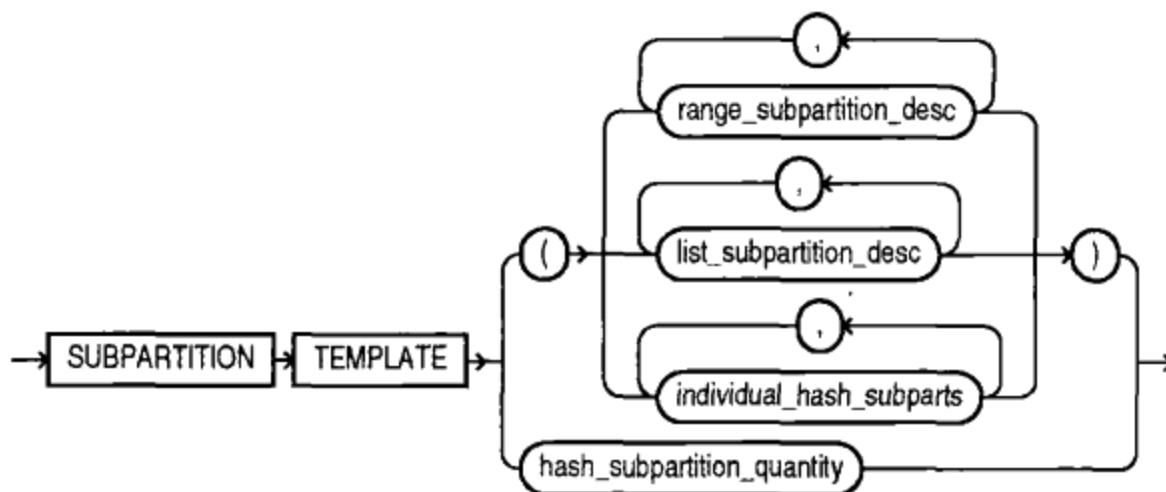 ,
range_subpartition_desc
,
( list_subpartition_desc )
,
SUBPARTITION TEMPLATE individual_hash_subparts
hash_subpartition_quantity